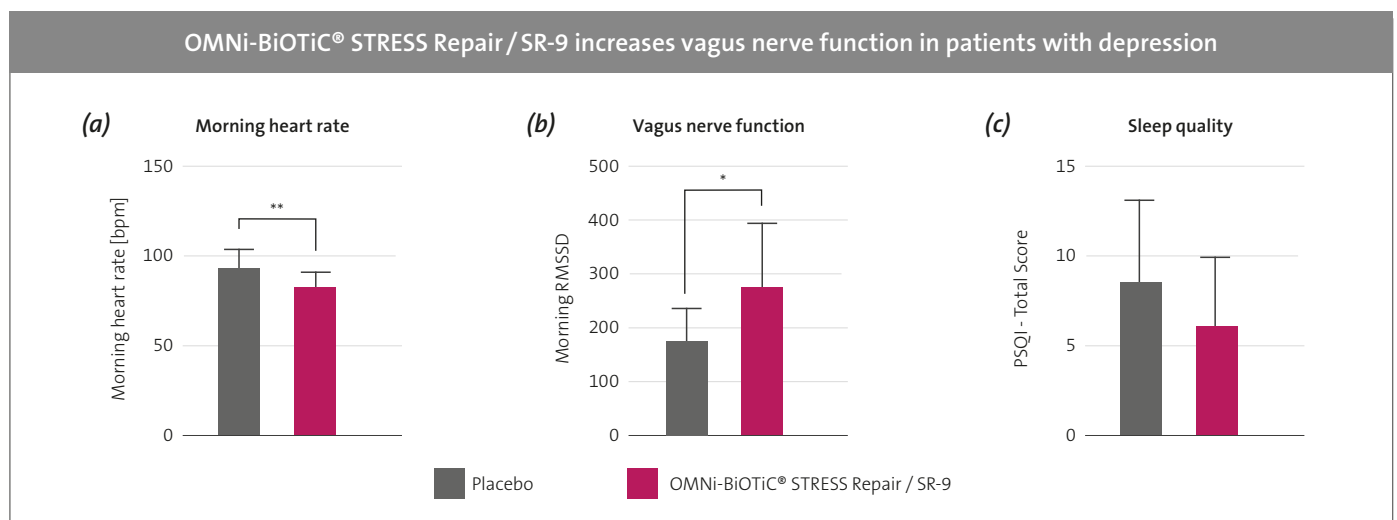 OMNi-BiOTiC® STRESS Repair / SR-9 increases vagus nerve function in patients with depression
(a) Morning heart rate
Morning heart rate [bpm]
150
100
50
0
**
(b) Vagus nerve function
Morning RMSSD
500
400
300
200
100
0
*
(c) Sleep quality
PSQI - Total Score
15
10
5
0
Placebo
OMNi-BiOTiC® STRESS Repair / SR-9